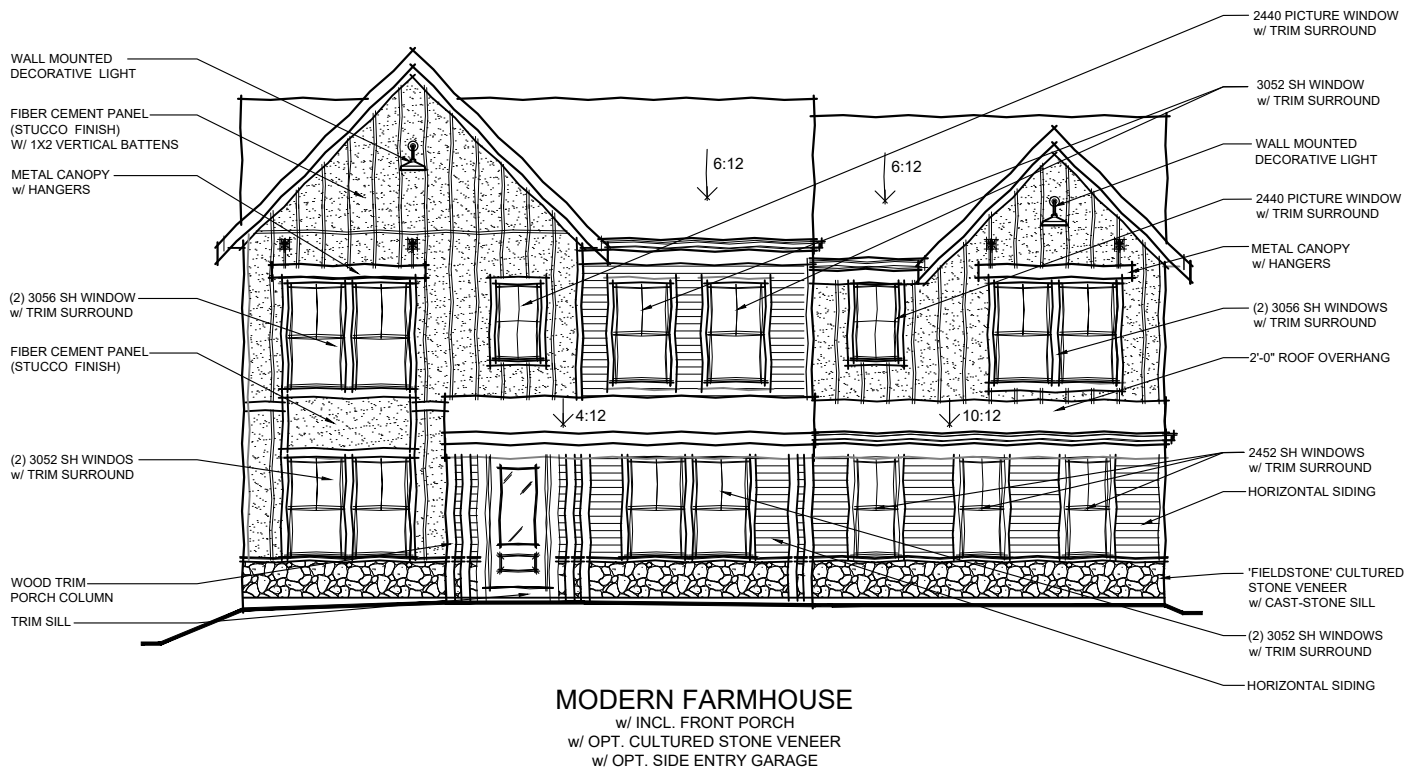 WALL MOUNTED
DECORATIVE LIGHT
FIBER CEMENT PANEL
(STUCCO FINISH)
W/ 1X2 VERTICAL BATTENS
METAL CANOPY
w/ HANGERS
(2) 3056 SH WINDOW
w/ TRIM SURROUND
FIBER CEMENT PANEL
(STUCCO FINISH)
(2) 3052 SH WINDOS
w/ TRIM SURROUND
WOOD TRIM
PORCH COLUMN
TRIM SILL
6:12
6:12
4:12
10:12
2440 PICTURE WINDOW
w/ TRIM SURROUND
3052 SH WINDOW
w/ TRIM SURROUND
WALL MOUNTED
DECORATIVE LIGHT
2440 PICTURE WINDOW
w/ TRIM SURROUND
METAL CANOPY
w/ HANGERS
(2) 3056 SH WINDOWS
w/ TRIM SURROUND
2'-0" ROOF OVERHANG
2452 SH WINDOWS
w/ TRIM SURROUND
HORIZONTAL SIDING
'FIELDSTONE' CULTURED
STONE VENEER
w/ CAST-STONE SILL
(2) 3052 SH WINDOWS
w/ TRIM SURROUND
HORIZONTAL SIDING
MODERN FARMHOUSE
w/ INCL. FRONT PORCH
w/ OPT. CULTURED STONE VENEER
w/ OPT. SIDE ENTRY GARAGE